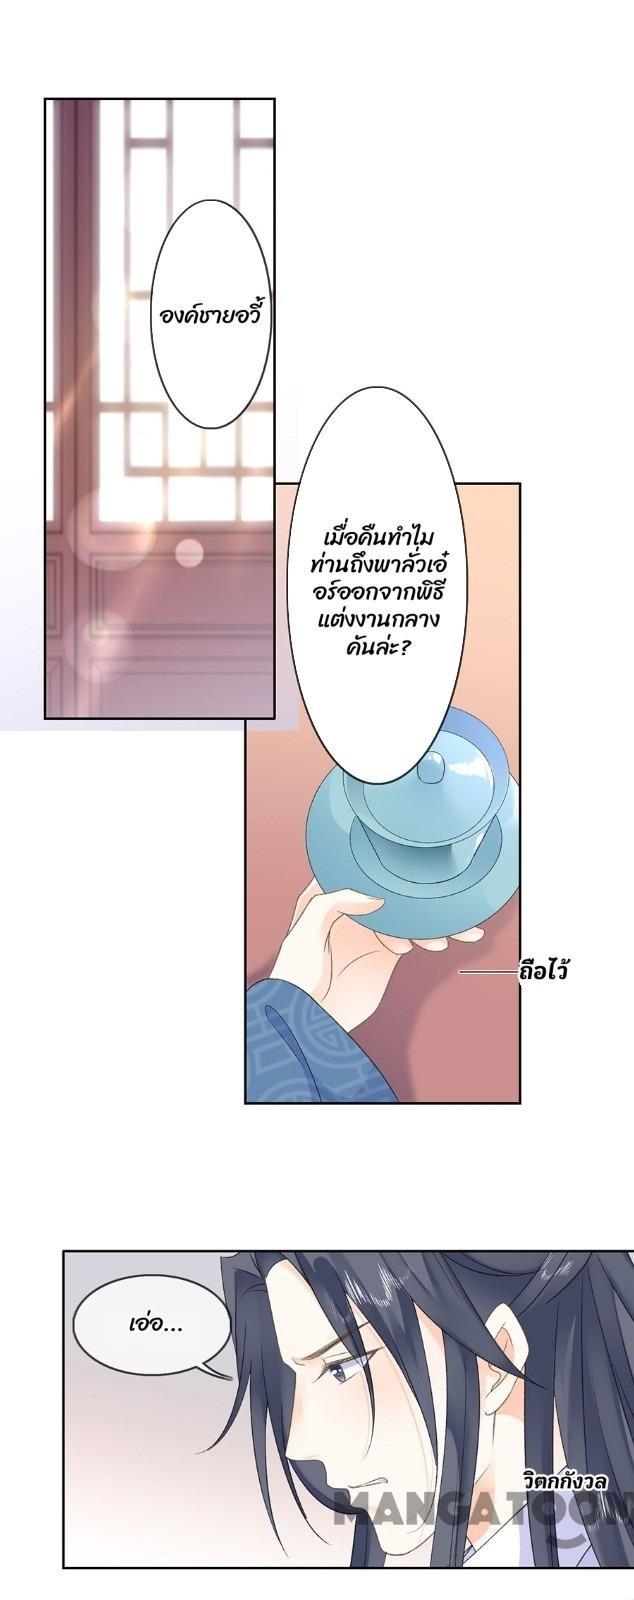 องค์ชายอวี้
เมื่อคืนทำไม
ท่านถึงพาลั่วเอ๋
อร์ออกจากพิธี
แต่งงานกลาง
คันล่ะ?
ถือไว้
เอ่อ...
วิตกกังวล
MANGATOON